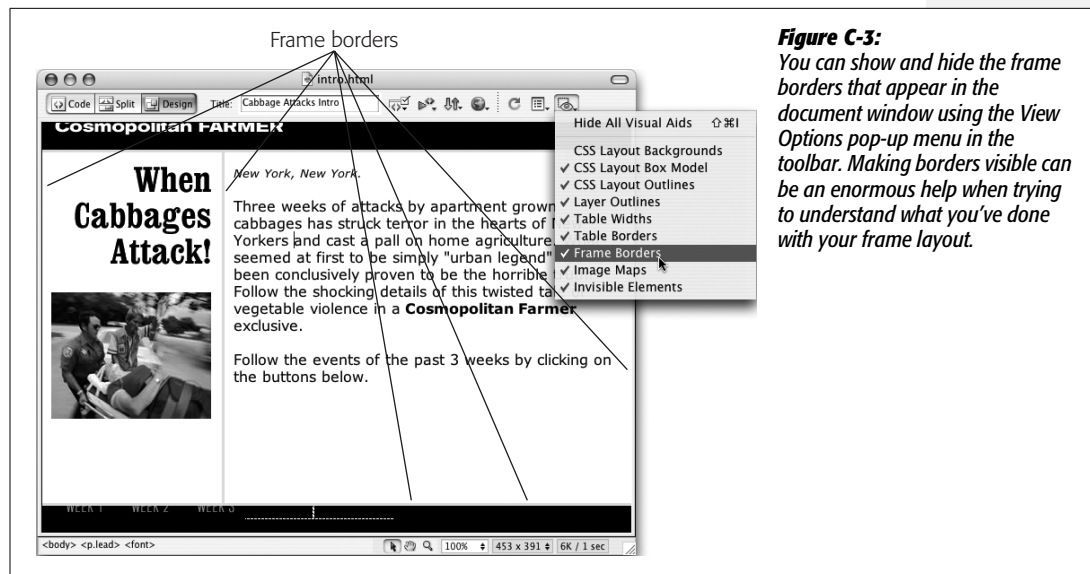 Frame borders
intro.html
Code Split Design Title: Cabbage Attacks Intro
Hide All Visual Aids ⇧⌘I
CSS Layout Backgrounds
✓ CSS Layout Box Model
✓ CSS Layout Outlines
✓ Layer Outlines
✓ Table Widths
✓ Table Borders
✓ Frame Borders
✓ Image Maps
✓ Invisible Elements
Cosmopolitan FARMER
When
Cabbages
Attack!
New York, New York.
Three weeks of attacks by apartment grown
cabbages has struck terror in the hearts of
Yorkers and cast a pall on home agriculture.
seemed at first to be simply "urban legend"
been conclusively proven to be the horrible
Follow the shocking details of this twisted
vegetable violence in a Cosmopolitan Farmer
exclusive.
Follow the events of the past 3 weeks by clicking on
the buttons below.
WEEK 1 WEEK 2 WEEK 3
<body> <p.lead> <font> 100% 453 x 391 6K / 1 sec
Figure C-3:
You can show and hide the frame
borders that appear in the
document window using the View
Options pop-up menu in the
toolbar. Making borders visible can
be an enormous help when trying
to understand what you've done
with your frame layout.